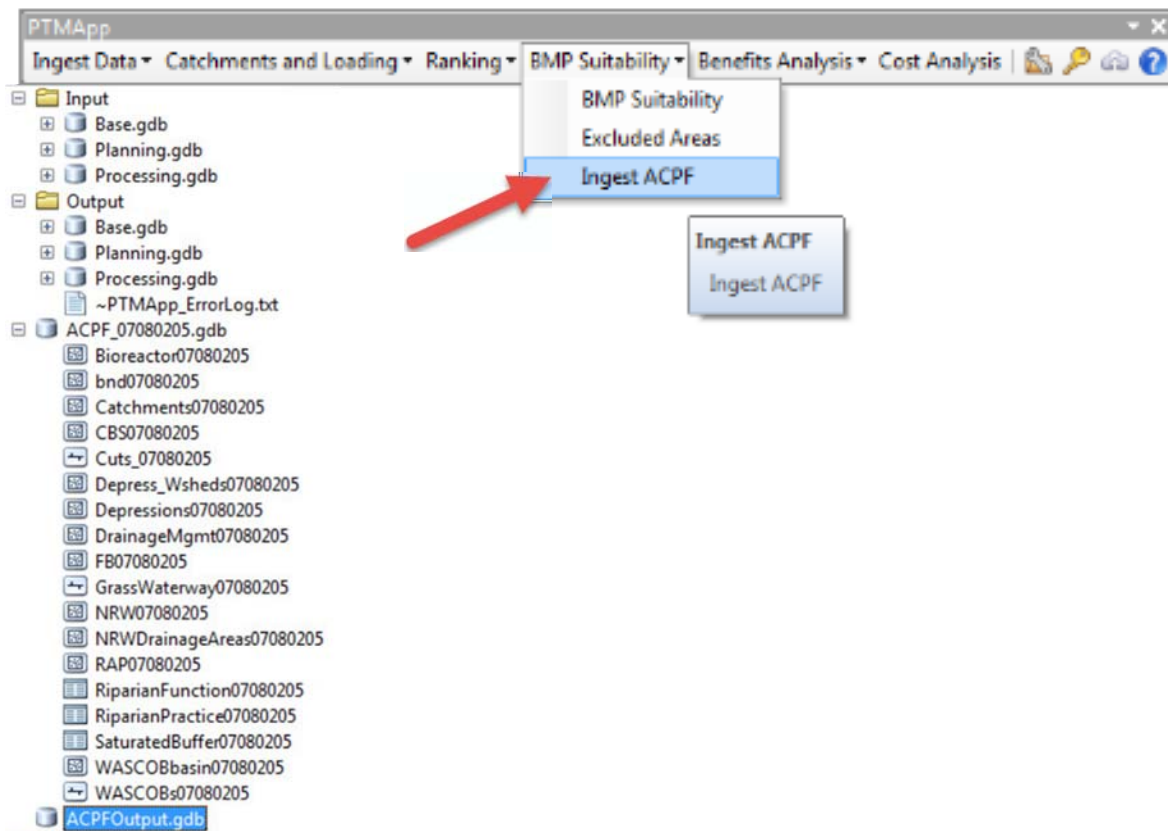 PTMApp
Ingest Data Catchments and Loading Ranking BMP Suitability Benefits Analysis Cost Analysis
BMP Suitability
Excluded Areas
Ingest ACPF
Ingest ACPF
Ingest ACPF
Input
Base.gdb
Planning.gdb
Processing.gdb
Output
Base.gdb
Planning.gdb
Processing.gdb
~PTMApp_ErrorLog.txt
ACPF_07080205.gdb
Bioreactor07080205
bnd07080205
Catchments07080205
CBS07080205
Cuts_07080205
Depress_Wsheds07080205
Depressions07080205
DrainageMgmt07080205
FB07080205
GrassWaterway07080205
NRW07080205
NRWDrainageAreas07080205
RAP07080205
RiparianFunction07080205
RiparianPractice07080205
SaturatedBuffer07080205
WASCOBbasin07080205
WASCOBs07080205
ACPFOutput.gdb